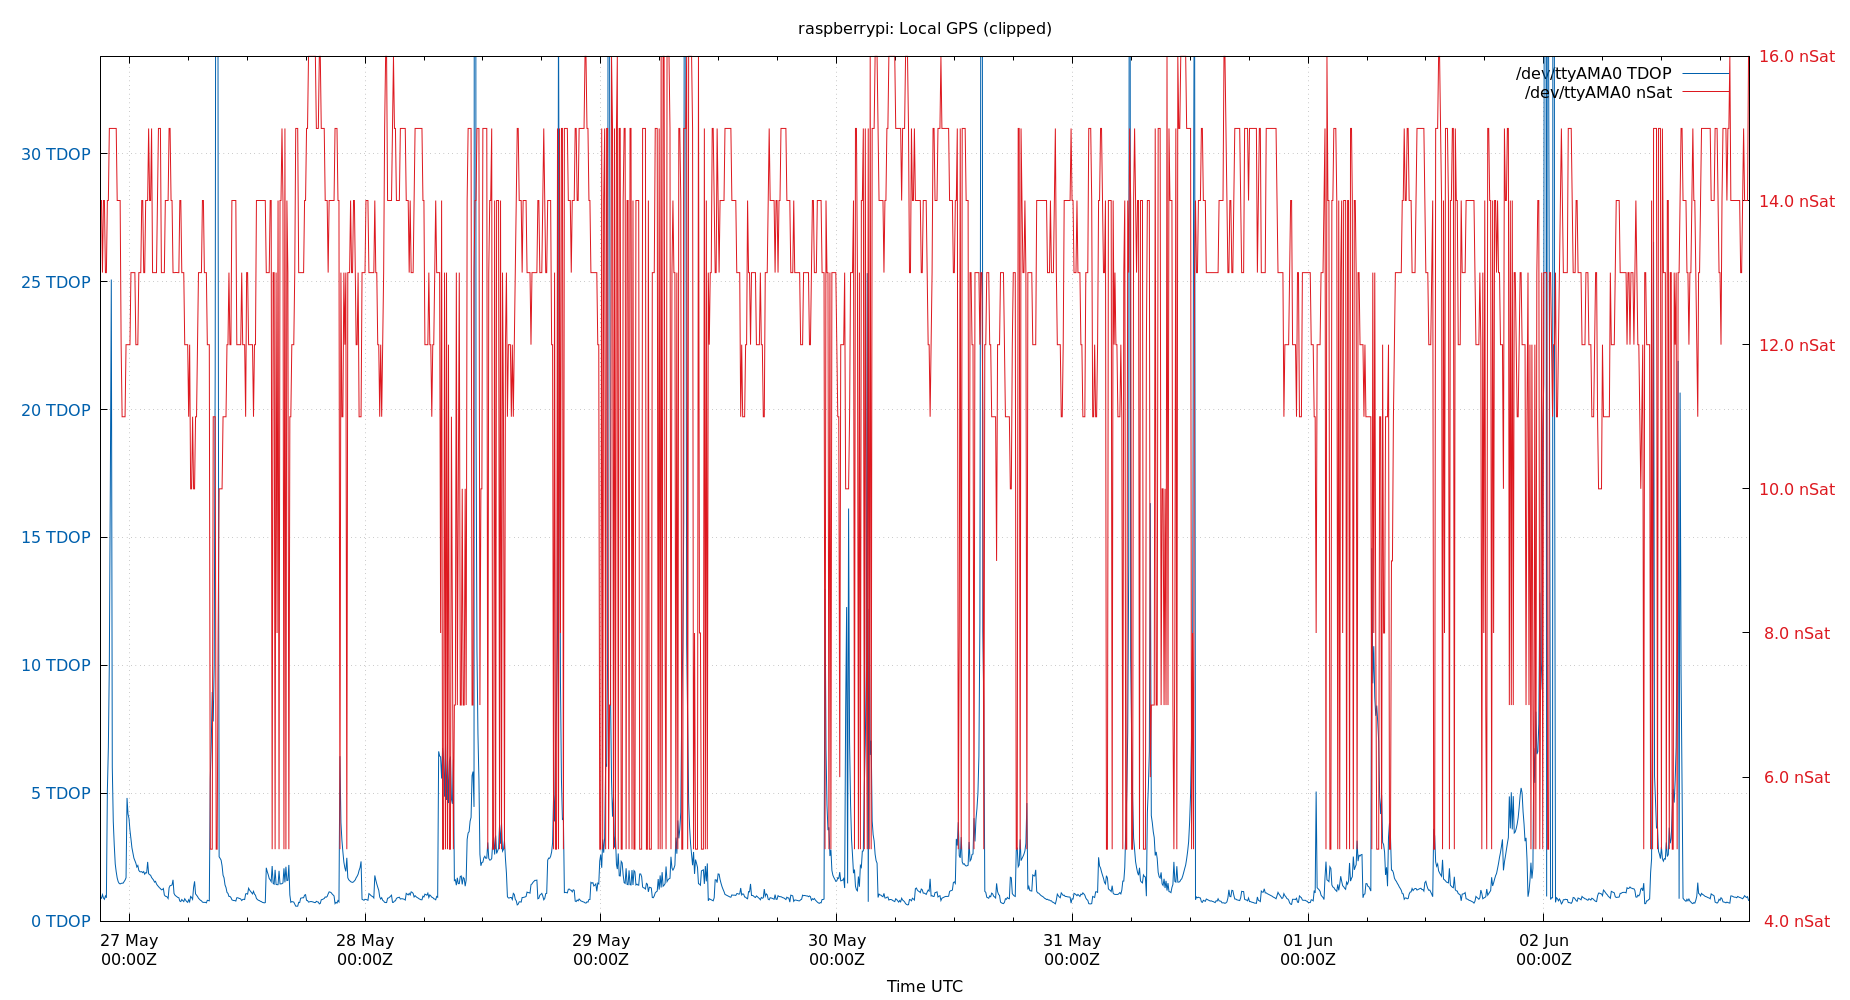 raspberrypi: Local GPS (clipped)
/dev/ttyAMA0 TDOP
/dev/ttyAMA0 nSat
30 TDOP
25 TDOP
20 TDOP
15 TDOP
10 TDOP
5 TDOP
0 TDOP
16.0 nSat
14.0 nSat
12.0 nSat
10.0 nSat
8.0 nSat
6.0 nSat
4.0 nSat
27 May 28 May 29 May 30 May 31 May 01 Jun 02 Jun
00:00Z 00:00Z 00:00Z 00:00Z 00:00Z 00:00Z 00:00Z
Time UTC